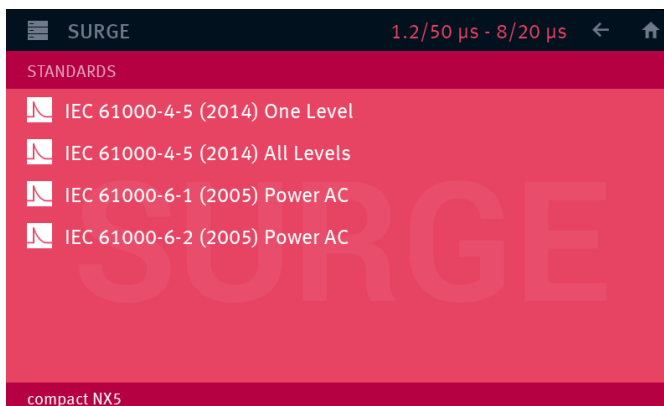 SURGE 1.2/50 µs - 8/20 µs
STANDARDS
IEC 61000-4-5 (2014) One Level
IEC 61000-4-5 (2014) All Levels
IEC 61000-6-1 (2005) Power AC
IEC 61000-6-2 (2005) Power AC
SURGE
compact NX5